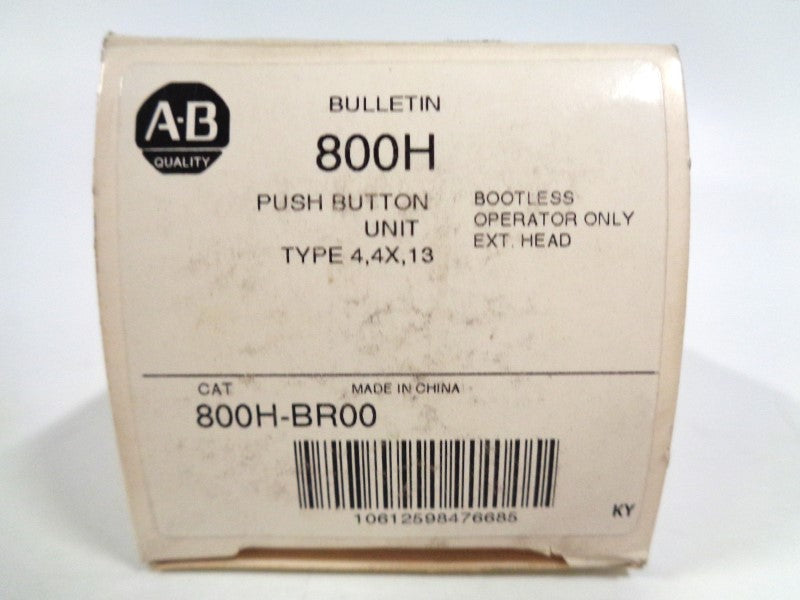 A·B
QUALITY
BULLETIN
800H
PUSH BUTTON
UNIT
TYPE 4,4X,13
BOOTLESS
OPERATOR ONLY
EXT. HEAD
CAT
MADE IN CHINA
800H-BR00
10612598476685
KY